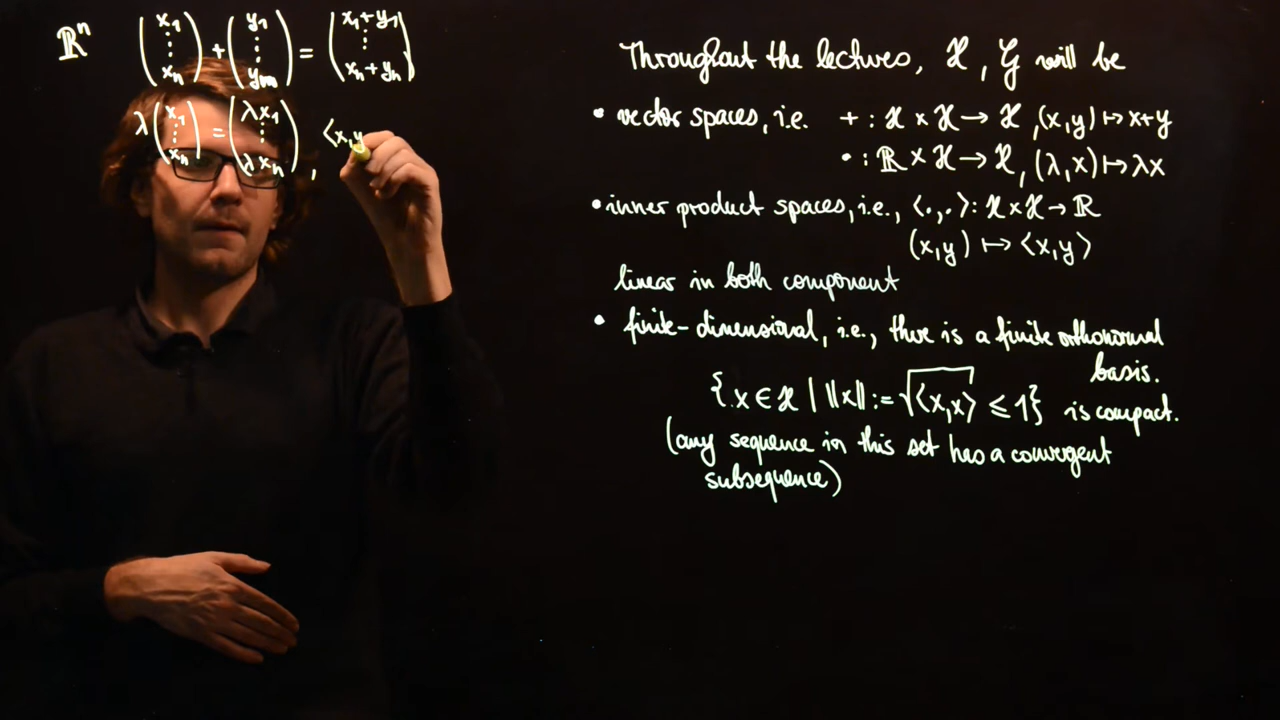 ℝⁿ (x₁ ⋮ xₙ) + (y₁ ⋮ yₘ) = (x₁+y₁ ⋮ xₙ+yₙ)
λ(x₁ ⋮ xₙ) = (λx₁ ⋮ λxₙ), ⟨x,y
Throughout the lectures, 𝓗, 𝓖 will be
• vector spaces, i.e. + : 𝓗 × 𝓗 → 𝓗, (x,y) ↦ x+y
• : ℝ × 𝓗 → 𝓗, (λ,x) ↦ λx
• inner product spaces, i.e., ⟨·,·⟩ : 𝓗 × 𝓗 → ℝ
(x,y) ↦ ⟨x,y⟩
linear in both component
• finite-dimensional, i.e., there is a finite orthonormal
basis.
{x ∈ 𝓗 | ||x|| := √⟨x,x⟩ ≤ 1} is compact.
(any sequence in this set has a convergent
subsequence)